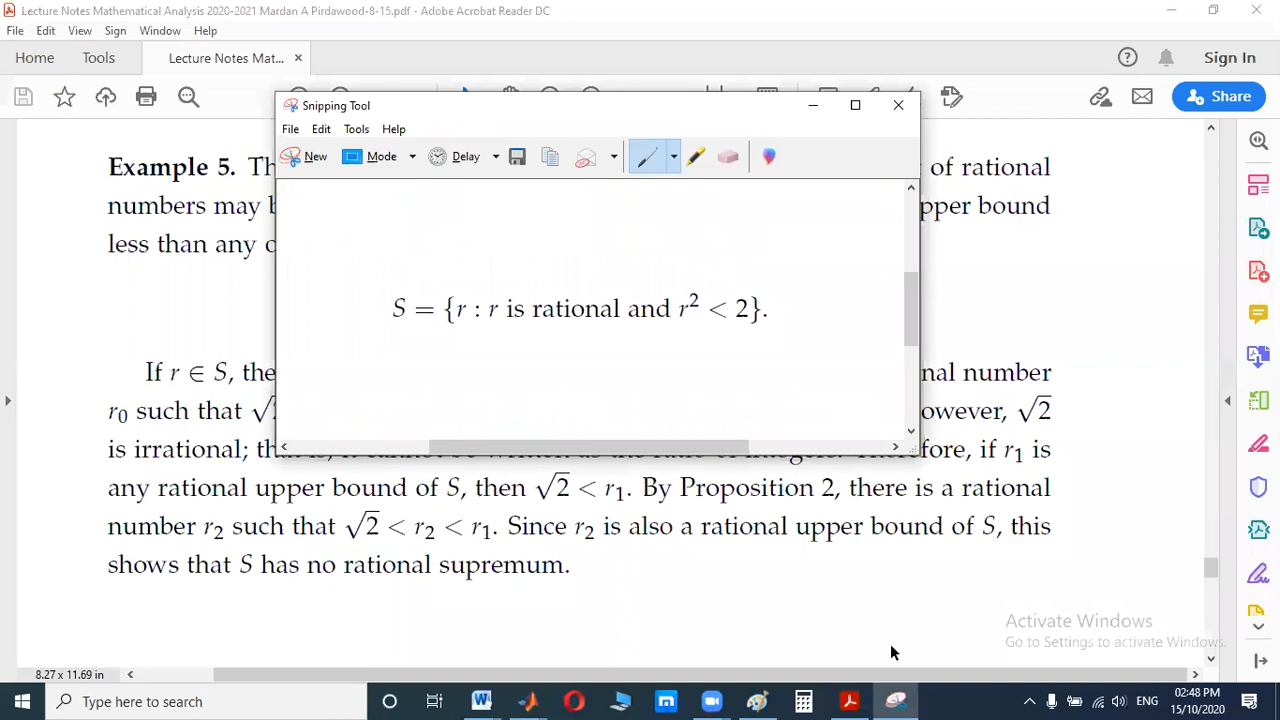 Lecture Notes Mathematical Analysis 2020-2021 Mardan A Pirdawood-8-15.pdf - Adobe Acrobat Reader DC
File Edit View Sign Window Help
Home Tools Lecture Notes Mat... × Sign In
Share
Snipping Tool
File Edit Tools Help
New Mode Delay
S = {r : r is rational and r² < 2}.
Example 5. of rational
numbers may pper bound
less than any
If r ∈ S, nal number
r₀ such that √ owever, √2
is irrational; if r₁ is
any rational upper bound of S, then √2 < r₁. By Proposition 2, there is a rational
number r₂ such that √2 < r₂ < r₁. Since r₂ is also a rational upper bound of S, this
shows that S has no rational supremum.
Activate Windows
Go to Settings to activate Windows.
8.27 x 11.69 in
Type here to search
ENG
02:48 PM
15/10/2020